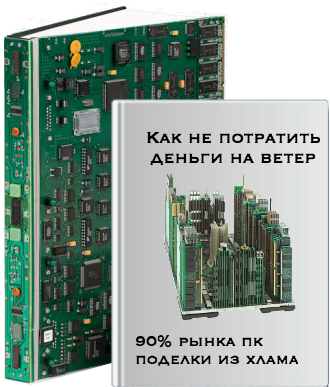 Как не потратить
деньги на ветер
90% рынка пк
поделки из хлама